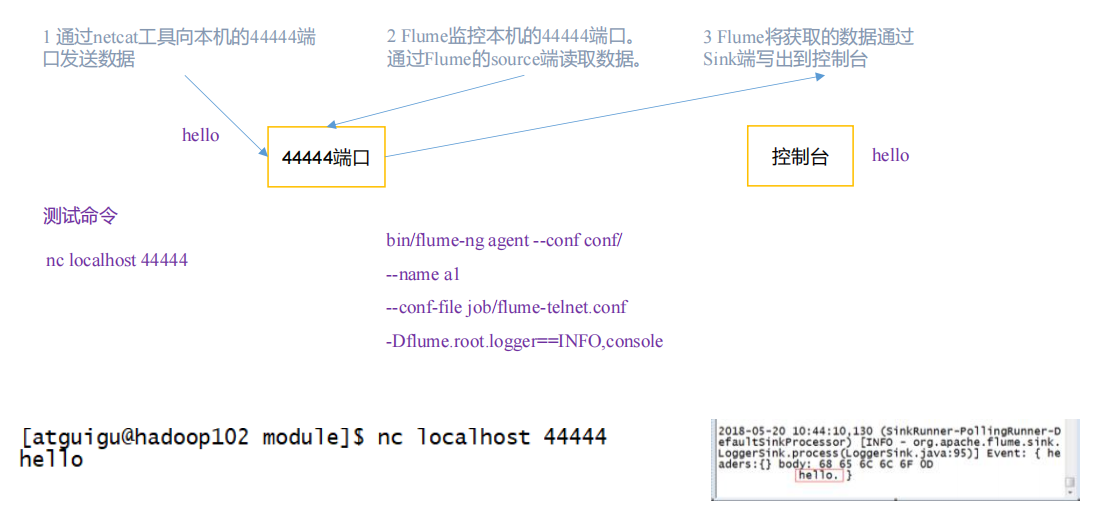 1 通过netcat工具向本机的44444端
口发送数据
2 Flume监控本机的44444端口。
通过Flume的source端读取数据。
3 Flume将获取的数据通过
Sink端写出到控制台
hello
44444端口
控制台
hello
测试命令
nc localhost 44444
bin/flume-ng agent --conf conf/
--name a1
--conf-file job/flume-telnet.conf
-Dflume.root.logger==INFO,console
[atguigu@hadoop102 module]$ nc localhost 44444
hello
2018-05-20 10:44:10,130 (SinkRunner-PollingRunner-D
efaultSinkProcessor) [INFO - org.apache.flume.sink.
LoggerSink.process(LoggerSink.java:95)] Event: { he
aders:{} body: 68 65 6C 6C 6F 0D
hello. }